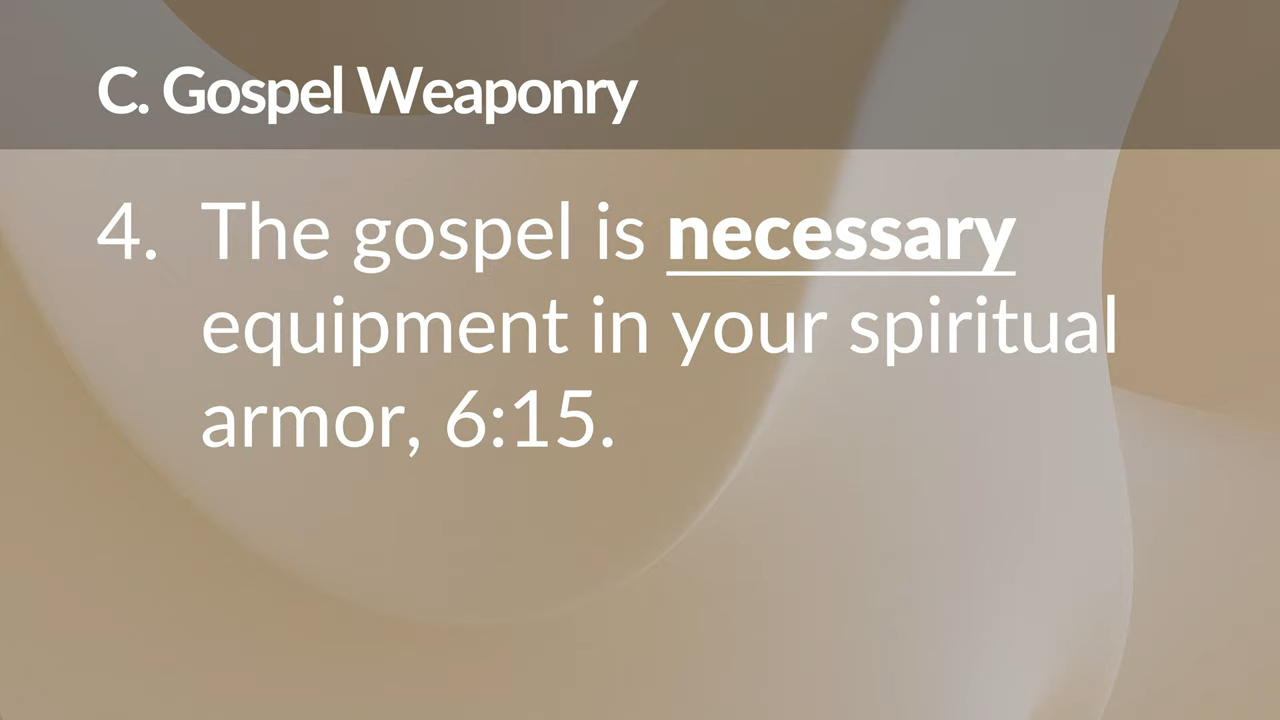 C. Gospel Weaponry
4. The gospel is necessary
equipment in your spiritual
armor, 6:15.